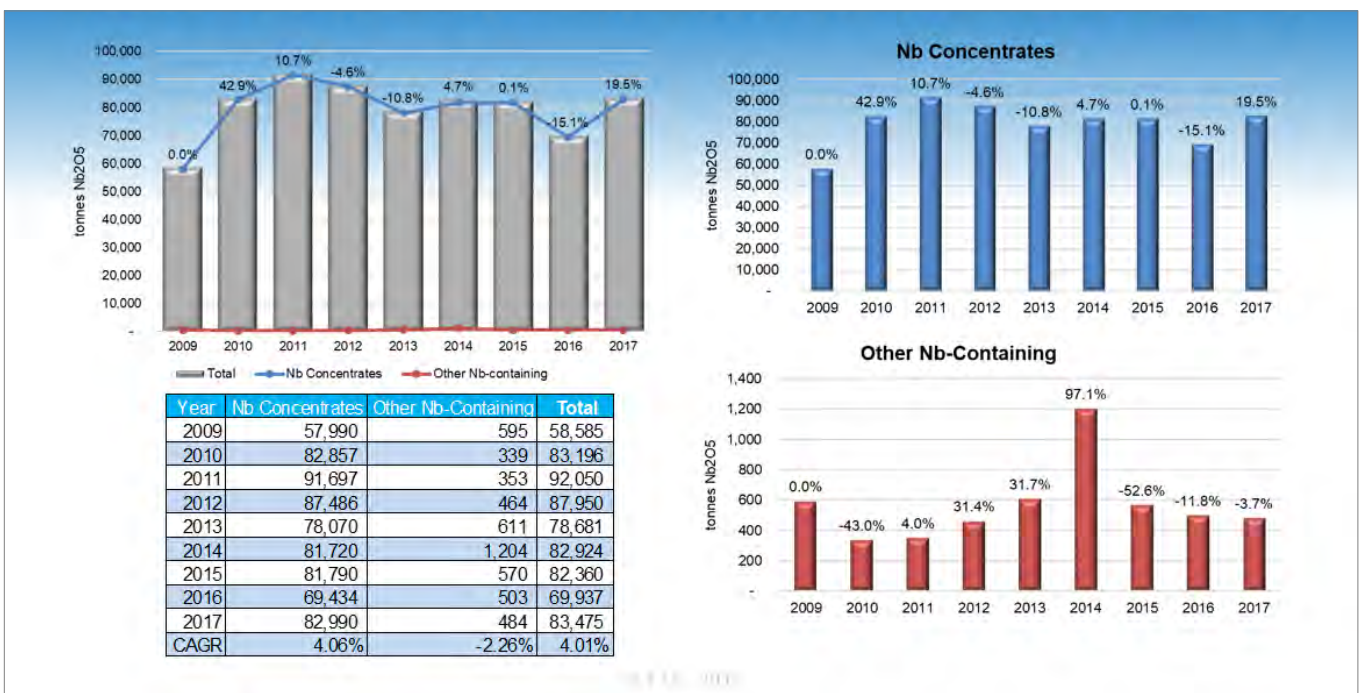 100,000
90,000
80,000
70,000
60,000
50,000
40,000
30,000
20,000
10,000
-
tonnes Nb2O5
0.0%
42.9%
10.7%
-4.6%
-10.8%
4.7%
0.1%
-15.1%
19.5%
2009 2010 2011 2012 2013 2014 2015 2016 2017
Total Nb Concentrates Other Nb-containing
Year Nb Concentrates Other Nb-Containing Total
2009 57,990 595 58,585
2010 82,857 339 83,196
2011 91,697 353 92,050
2012 87,486 464 87,950
2013 78,070 611 78,681
2014 81,720 1,204 82,924
2015 81,790 570 82,360
2016 69,434 503 69,937
2017 82,990 484 83,475
CAGR 4.06% -2.26% 4.01%
Nb Concentrates
100,000
90,000
80,000
70,000
60,000
50,000
40,000
30,000
20,000
10,000
-
tonnes Nb2O5
0.0%
42.9%
10.7%
-4.6%
-10.8%
4.7%
0.1%
-15.1%
19.5%
2009 2010 2011 2012 2013 2014 2015 2016 2017
Other Nb-Containing
1,400
1,200
1,000
800
600
400
200
-
tonnes Nb2O5
0.0%
-43.0%
4.0%
31.4%
31.7%
97.1%
-52.6%
-11.8%
-3.7%
2009 2010 2011 2012 2013 2014 2015 2016 2017